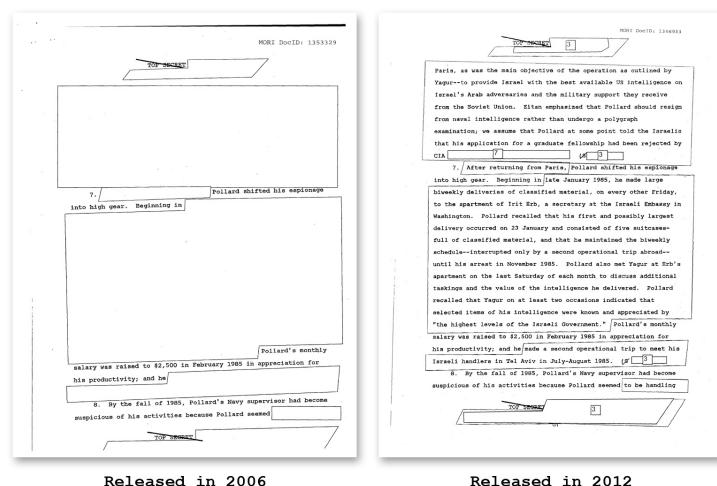 MORI DocID: 1353329
TOP SECRET
7. Pollard shifted his espionage
into high gear. Beginning in
Pollard's monthly
salary was raised to $2,500 in February 1985 in appreciation for
his productivity; and he
8. By the fall of 1985, Pollard's Navy supervisor had become
suspicious of his activities because Pollard seemed
TOP SECRET
Released in 2006
MORI DocID:
TOP SECRET 3
Paris, as was the main objective of the operation as outlined by
Yagur--to provide Israel with the best available US intelligence on
Israel's Arab adversaries and the military support they receive
from the Soviet Union. Eitan emphasized that Pollard should resign
from naval intelligence rather than undergo a polygraph
examination; we assume that Pollard at some point told the Israelis
that his application for a graduate fellowship had been rejected by
CIA 7 3
7. After returning from Paris, Pollard shifted his espionage
into high gear. Beginning in late January 1985, he made large
biweekly deliveries of classified material, on every other Friday,
to the apartment of Irit Erb, a secretary at the Israeli Embassy in
Washington. Pollard recalled that his first and possibly largest
delivery occurred on 23 January and consisted of five suitcases-
full of classified material, and that he maintained the biweekly
schedule--interrupted only by a second operational trip abroad--
until his arrest in November 1985. Pollard also met Yagur at Erb's
apartment on the last Saturday of each month to discuss additional
taskings and the value of the intelligence he delivered. Pollard
recalled that Yagur on at least two occasions indicated that
selected items of his intelligence were known and appreciated by
"the highest levels of the Israeli Government." Pollard's monthly
salary was raised to $2,500 in February 1985 in appreciation for
his productivity; and he made a second operational trip to meet his
Israeli handlers in Tel Aviv in July-August 1985. 3
8. By the fall of 1985, Pollard's Navy supervisor had become
suspicious of his activities because Pollard seemed to be handling
TOP SECRET 3
Released in 2012